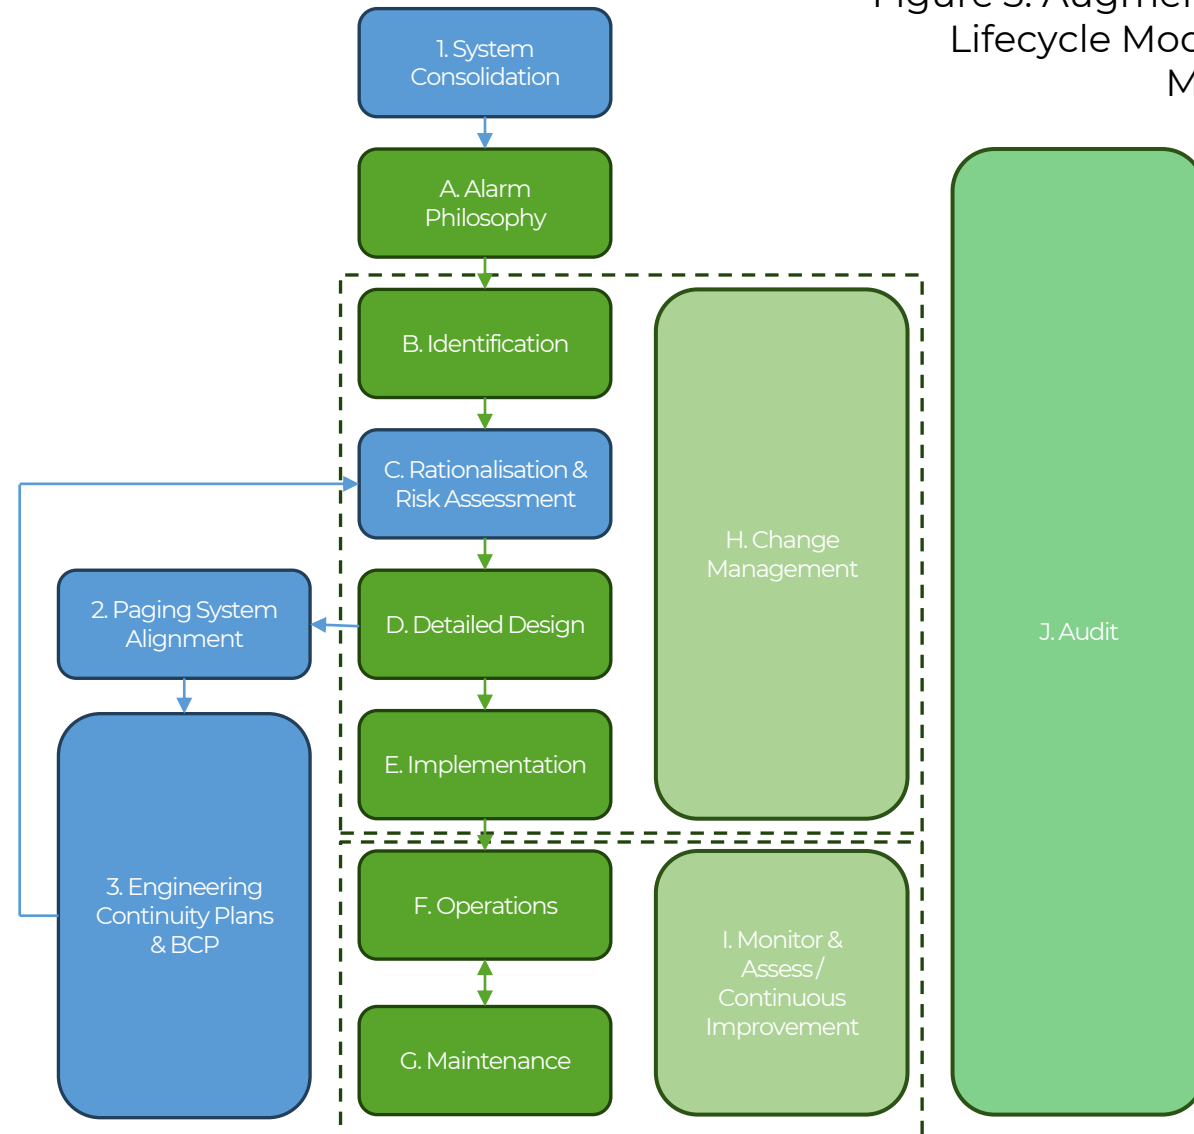 Lifecycle
1. System
Consolidation
A. Alarm
Philosophy
B. Identification
C. Rationalisation &
Risk Assessment
D. Detailed Design
2. Paging System
Alignment
E. Implementation
3. Engineering
Continuity Plans
& BCP
F. Operations
G. Maintenance
H. Change
Management
I. Monitor &
Assess /
Continuous
Improvement
J. Audit